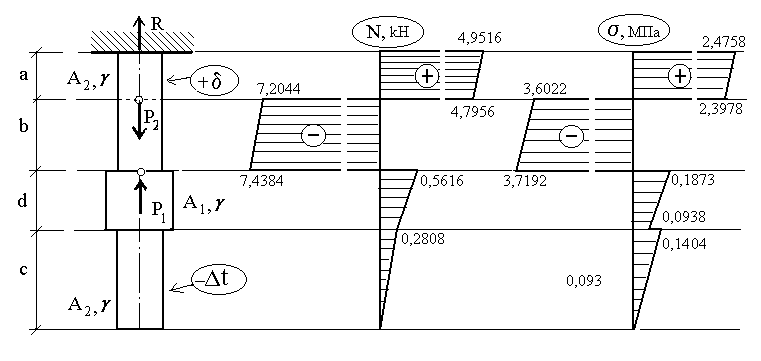 R
N, кН
σ, МПа
4,9516
2,4758
a
A2, γ
+δ
+
+
7,2044
3,6022
4,7956
2,3978
b
P2
−
−
7,4384
0,5616
3,7192
0,1873
d
P1
A1, γ
0,0938
0,2808
0,1404
c
−Δt
0,093
A2, γ